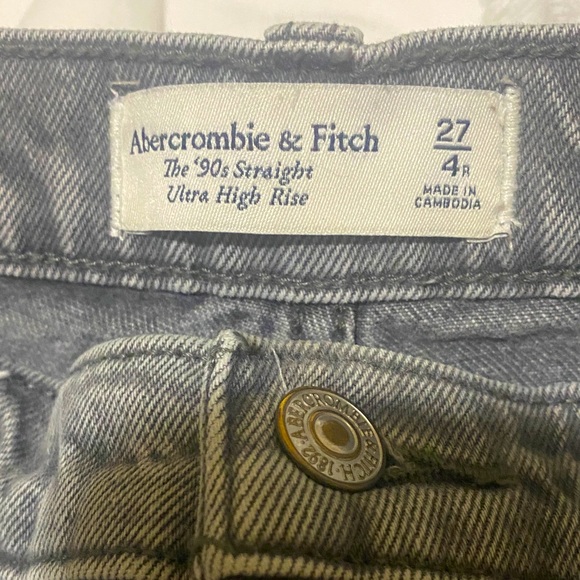 Abercrombie & Fitch
The '90s Straight
Ultra High Rise
27
4R
MADE IN
CAMBODIA
ABERCROMBIE & FITCH · 1892 ·